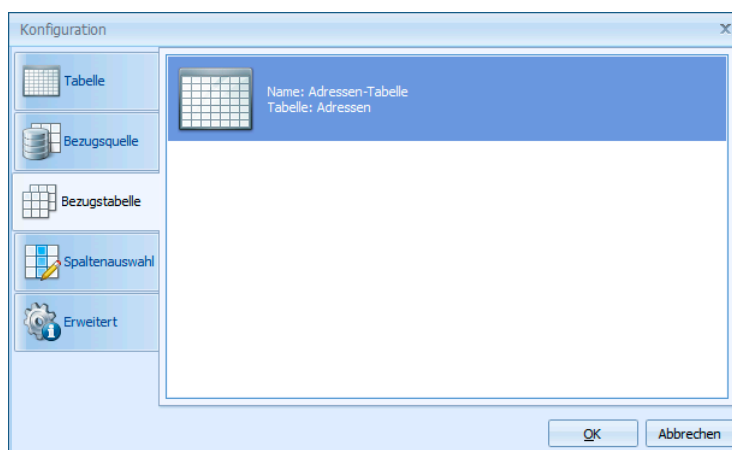 Konfiguration
Tabelle
Bezugsquelle
Bezugstabelle
Spaltenauswahl
Erweitert
Name: Adressen-Tabelle
Tabelle: Adressen
OK
Abbrechen